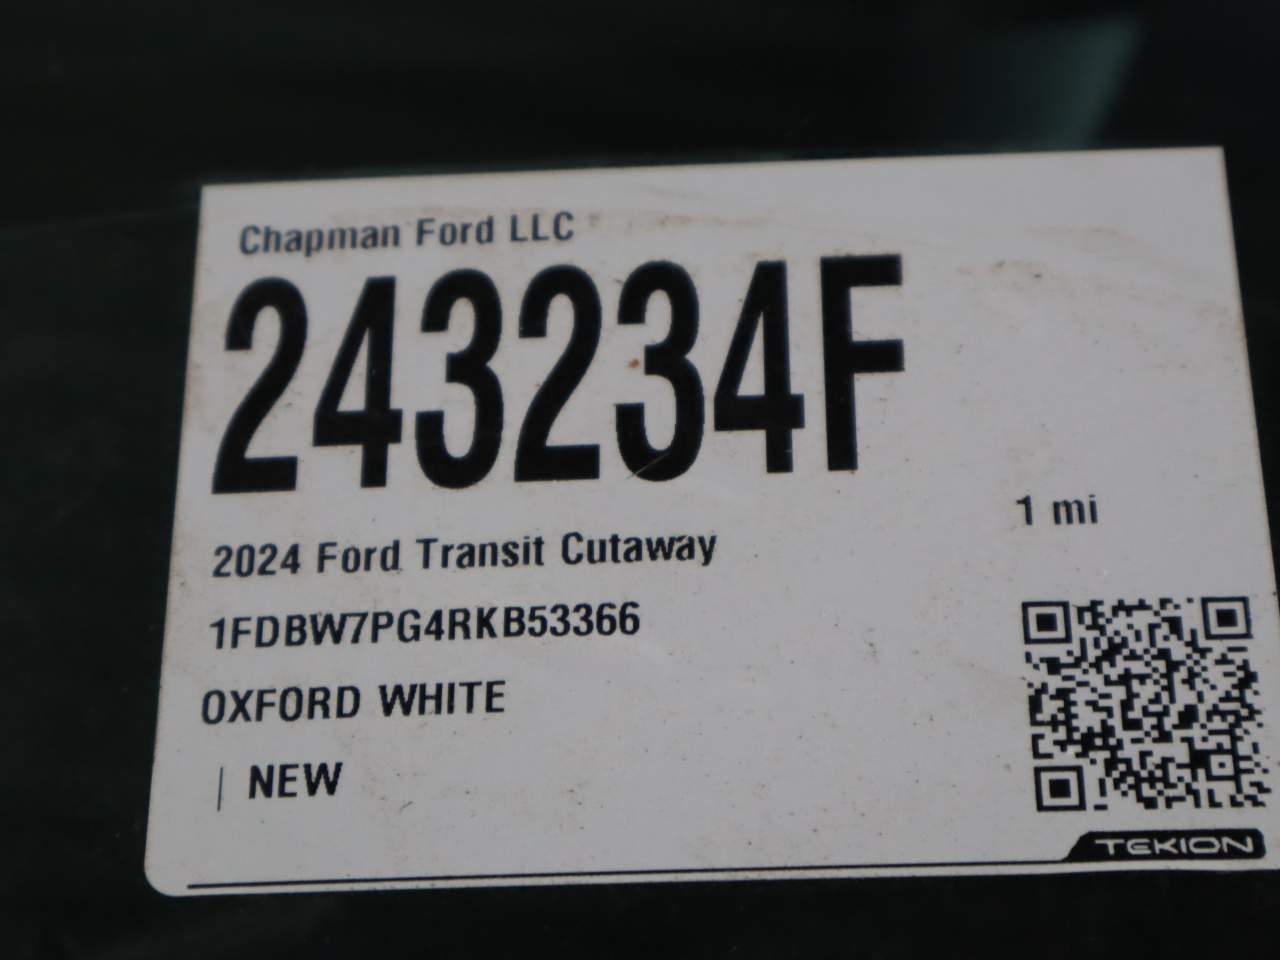 Chapman Ford LLC
243234F
1 mi
2024 Ford Transit Cutaway
1FDBW7PG4RKB53366
OXFORD WHITE
| NEW
TEKION